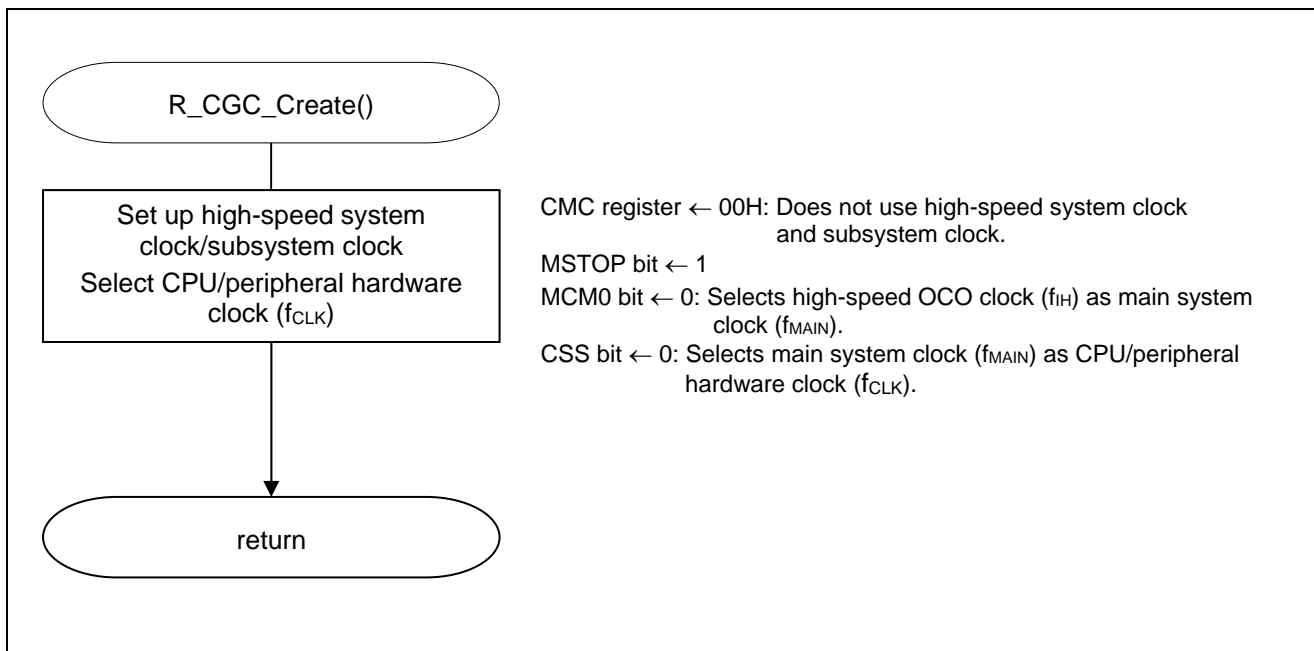 R_CGC_Create()
Set up high-speed system
clock/subsystem clock
Select CPU/peripheral hardware
clock (fCLK)
CMC register ← 00H: Does not use high-speed system clock
and subsystem clock.
MSTOP bit ← 1
MCM0 bit ← 0: Selects high-speed OCO clock (fIH) as main system
clock (fMAIN).
CSS bit ← 0: Selects main system clock (fMAIN) as CPU/peripheral
hardware clock (fCLK).
return